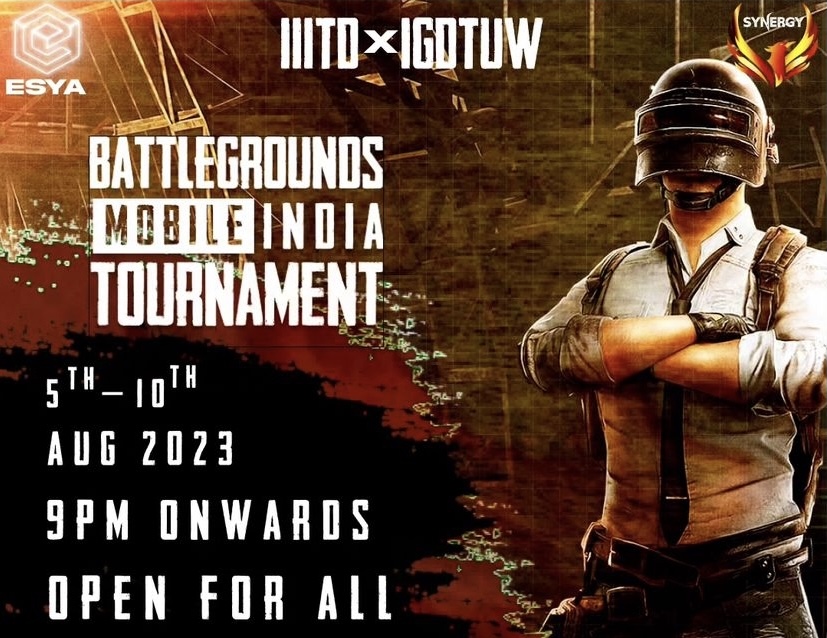 ESYA
IIITD x IGDTUW
SYNERGY
BATTLEGROUNDS
MOBILE INDIA
TOURNAMENT
5TH – 10TH
AUG 2023
9PM ONWARDS
OPEN FOR ALL